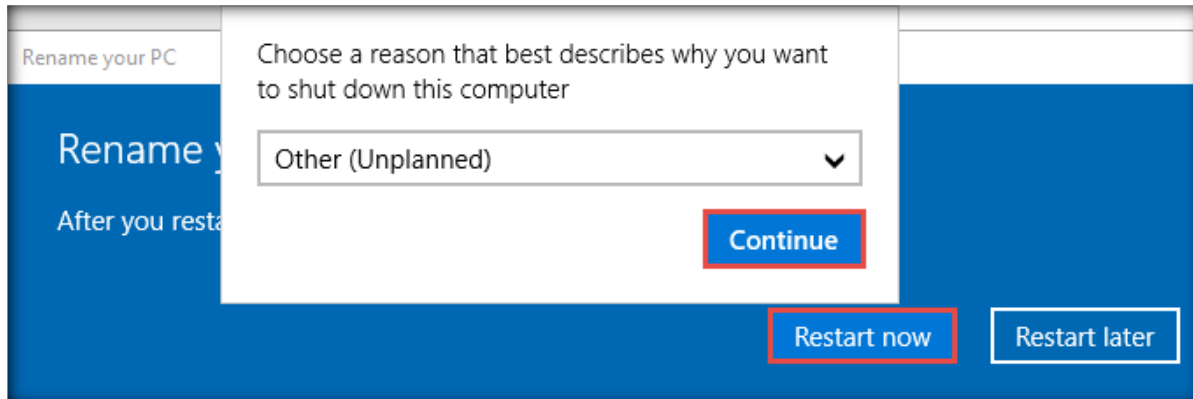 Rename your PC
Choose a reason that best describes why you want
to shut down this computer
Rename
Other (Unplanned)
After you resta
Continue
Restart now
Restart later